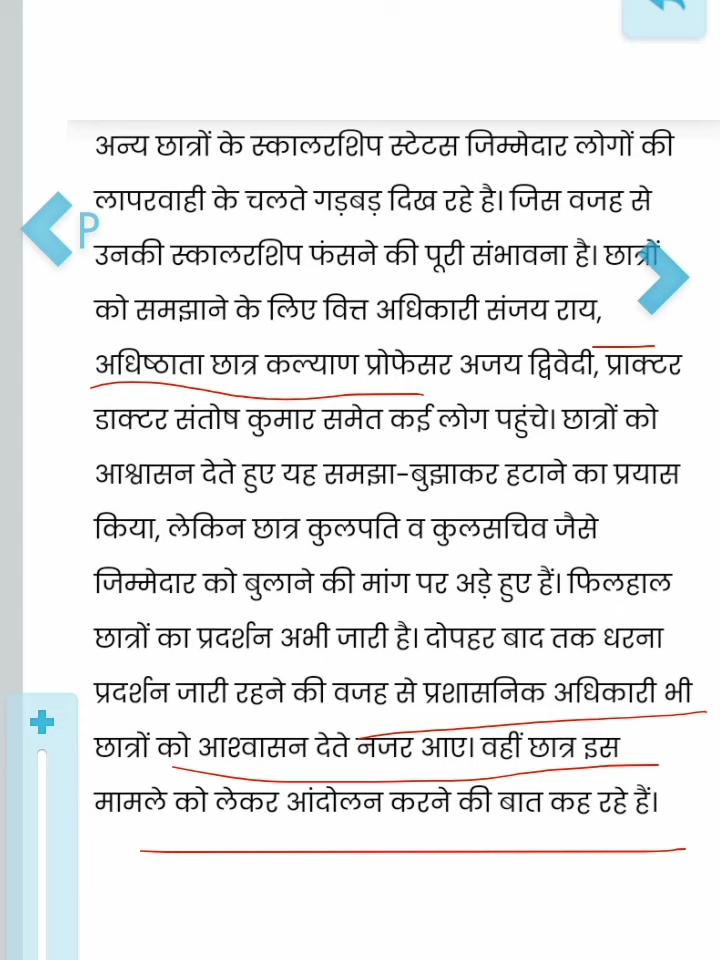 अन्य छात्रों के स्कालरशिप स्टेटस जिम्मेदार लोगों की
लापरवाही के चलते गड़बड़ दिख रहे है। जिस वजह से
P
उनकी स्कालरशिप फंसने की पूरी संभावना है। छात्रों
को समझाने के लिए वित्त अधिकारी संजय राय,
अधिष्ठाता छात्र कल्याण प्रोफेसर अजय द्विवेदी, प्राक्टर
डाक्टर संतोष कुमार समेत कई लोग पहुंचे। छात्रों को
आश्वासन देते हुए यह समझा-बुझाकर हटाने का प्रयास
किया, लेकिन छात्र कुलपति व कुलसचिव जैसे
जिम्मेदार को बुलाने की मांग पर अड़े हुए हैं। फिलहाल
छात्रों का प्रदर्शन अभी जारी है। दोपहर बाद तक धरना
प्रदर्शन जारी रहने की वजह से प्रशासनिक अधिकारी भी
छात्रों को आश्वासन देते नजर आए। वहीं छात्र इस
मामले को लेकर आंदोलन करने की बात कह रहे हैं।